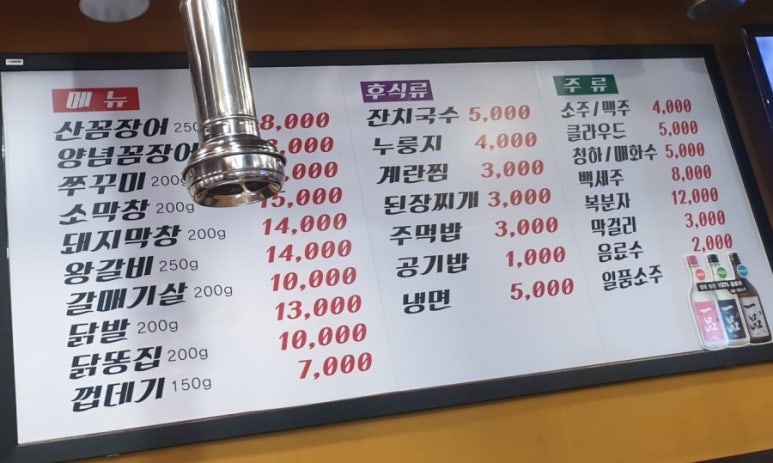 메뉴
산꼼장어
양념꼼장어
쭈꾸미 200g
소막창 200g 15,000
돼지막창 200g 14,000
왕갈비 250g 14,000
갈매기살 200g 10,000
닭발 200g 13,000
닭똥집 200g 10,000
껍데기 150g 7,000
후식류
잔치국수 5,000
누룽지 4,000
계란찜 3,000
된장찌개 3,000
주먹밥 3,000
공기밥 1,000
냉면 5,000
주류
소주/맥주 4,000
클라우드 5,000
청하/매화수 5,000
백세주 8,000
복분자 12,000
막걸리 3,000
음료수 2,000
일품소주